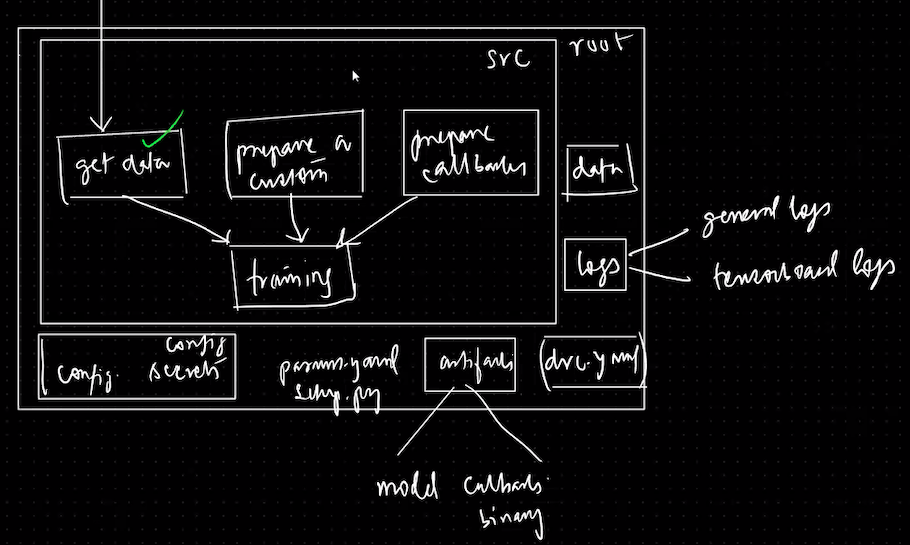 src
root
get data
prepare a
custom
prepare
callbacks
data
training
logs
general logs
tensorboard logs
config
config. secrets
params.yaml
setup.py
artifacts
dvc.yaml
model
callbacks
binary